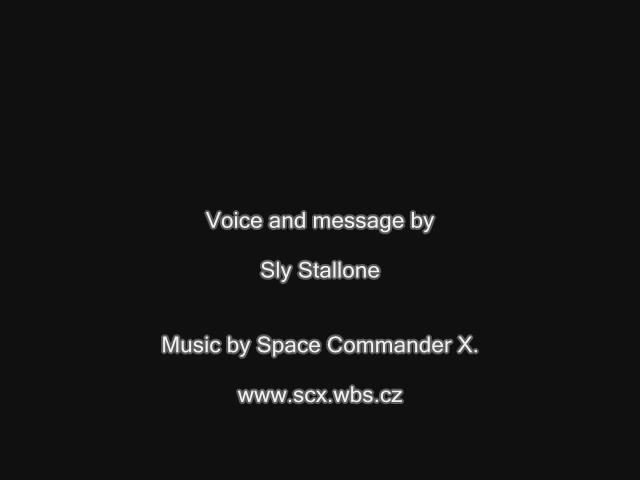 Voice and message by
Sly Stallone
Music by Space Commander X.
www.scx.wbs.cz